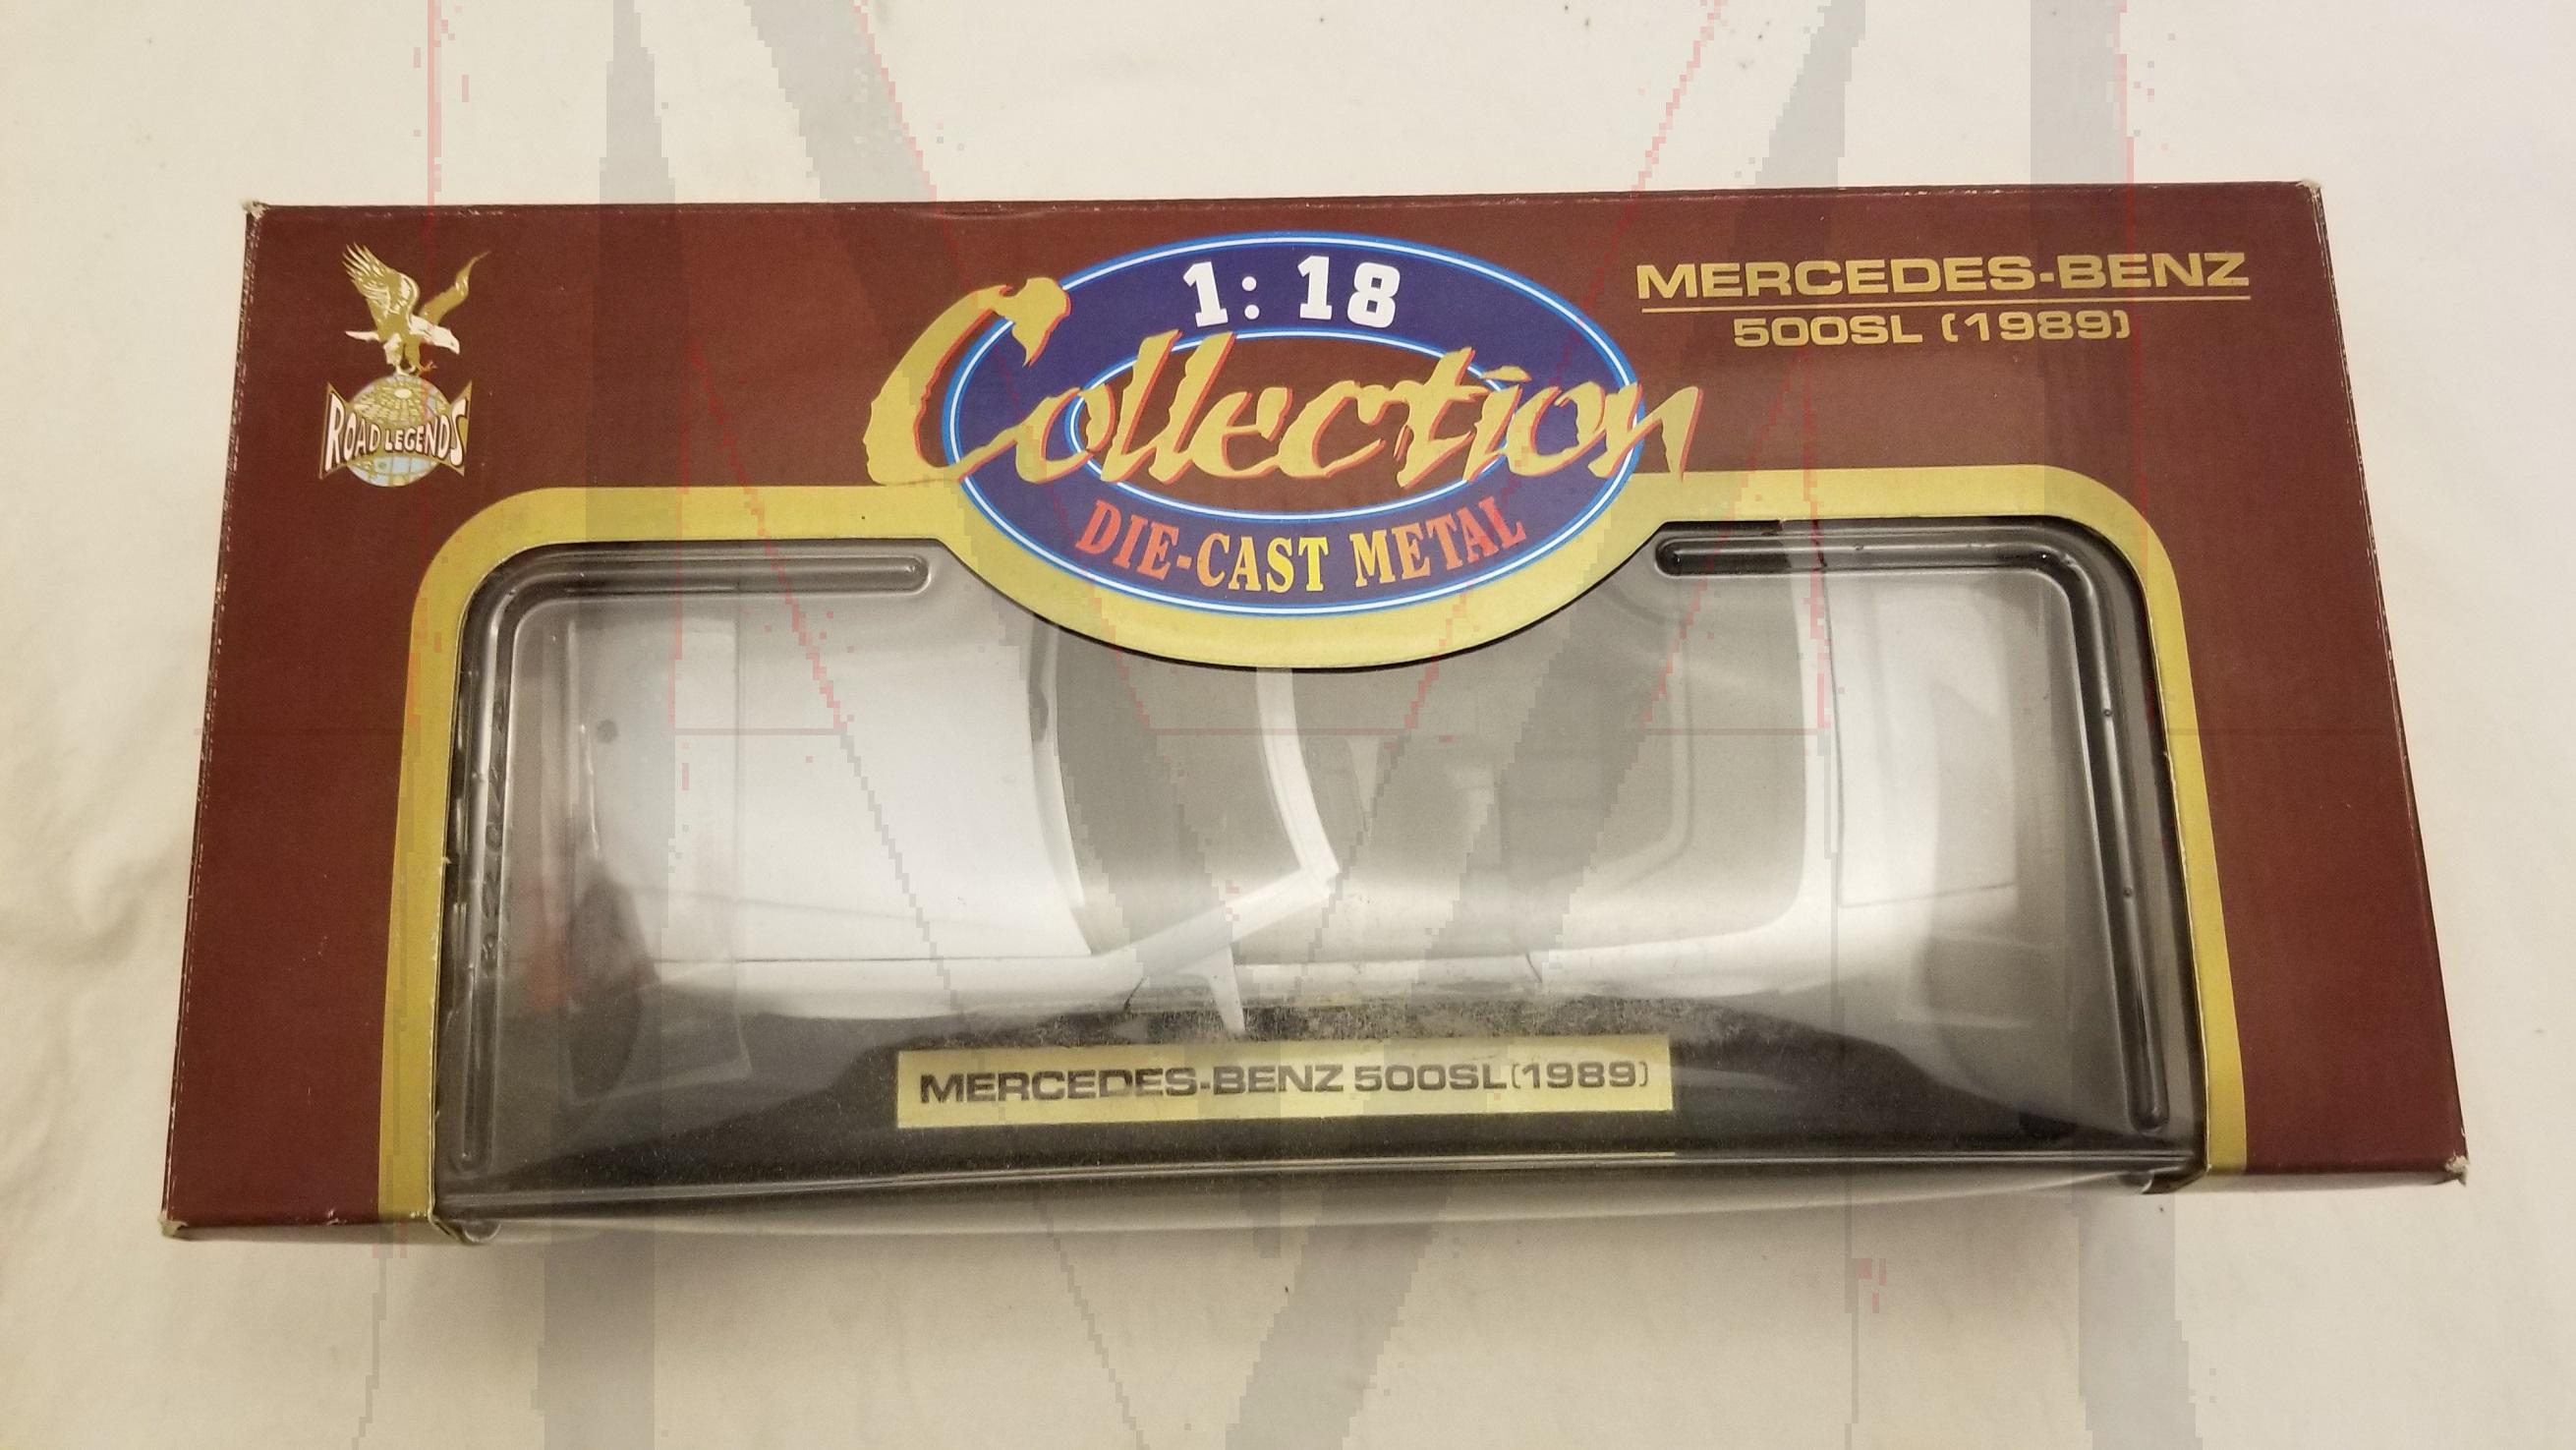 ROAD LEGENDS
1:18
Collection
DIE-CAST METAL
MERCEDES-BENZ
500SL (1989)
MERCEDES-BENZ 500SL(1989)